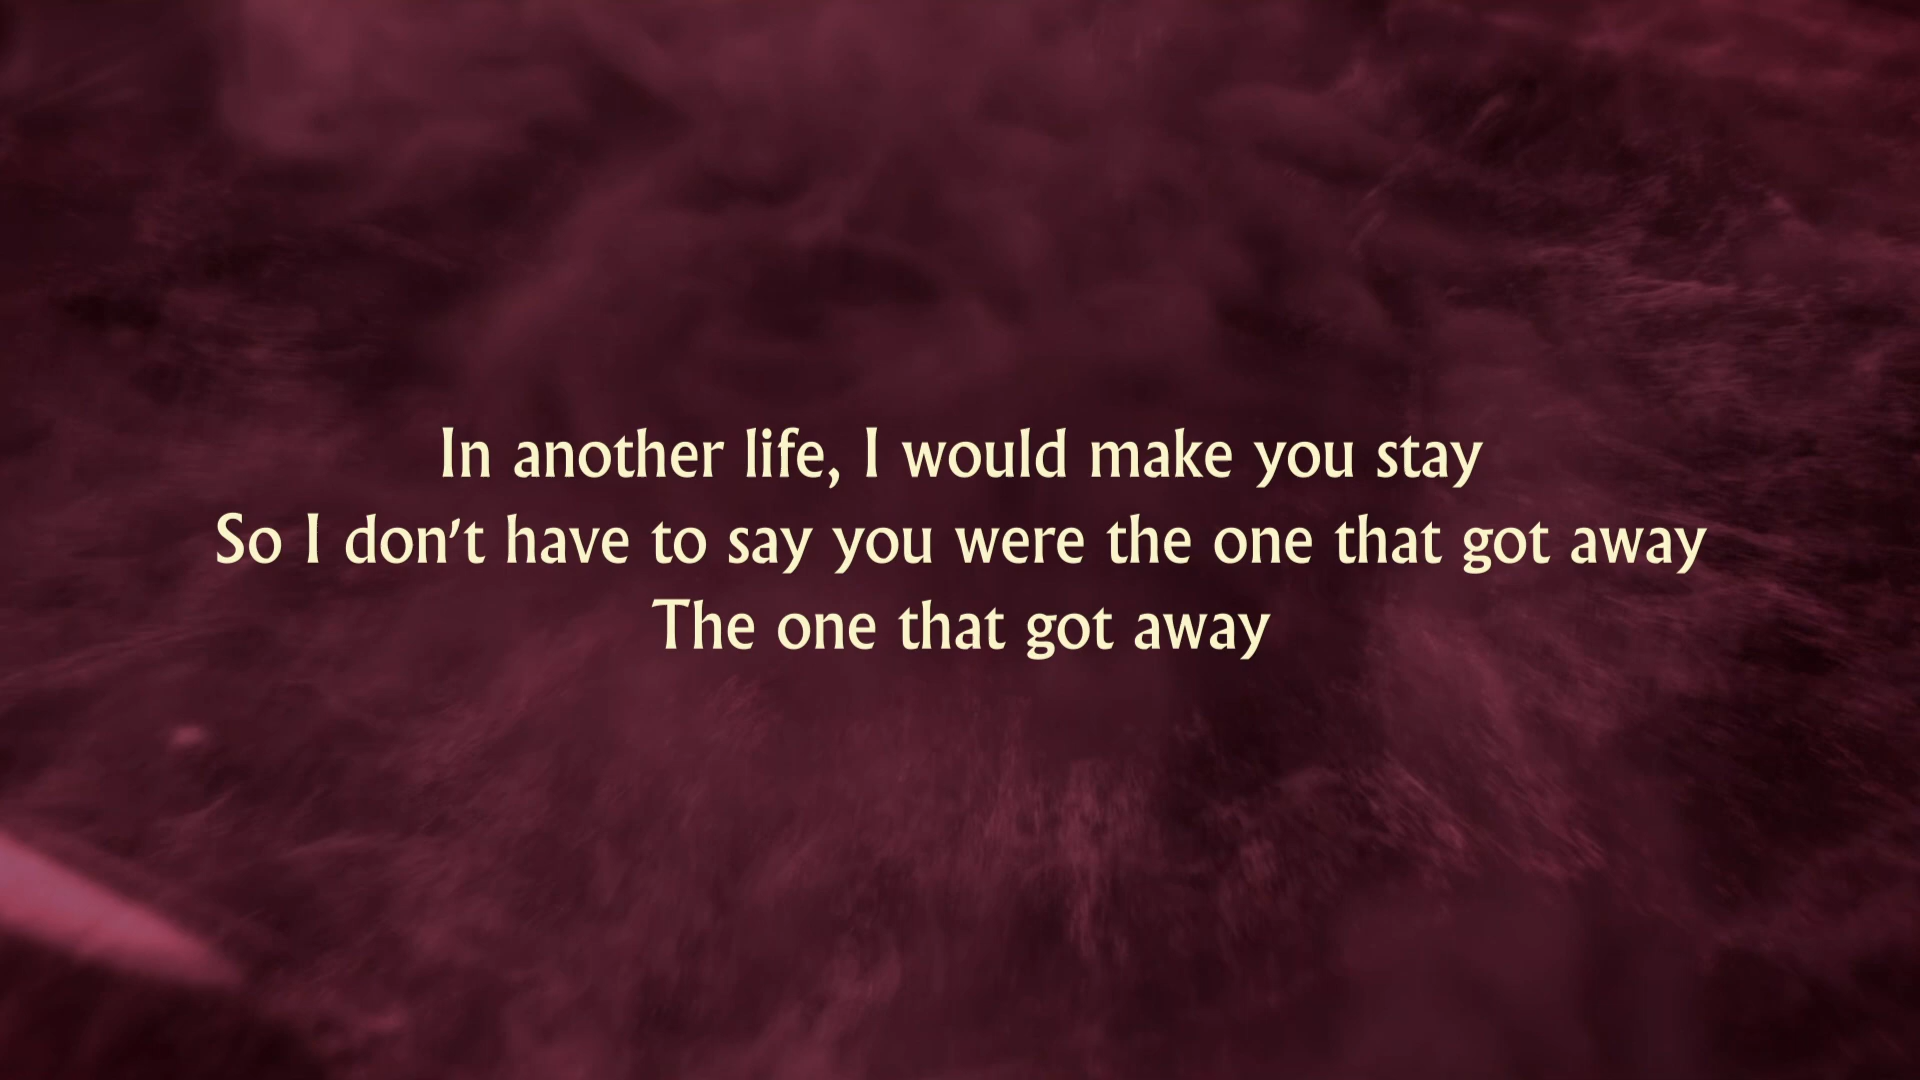 In another life, I would make you stay
So I don't have to say you were the one that got away
The one that got away